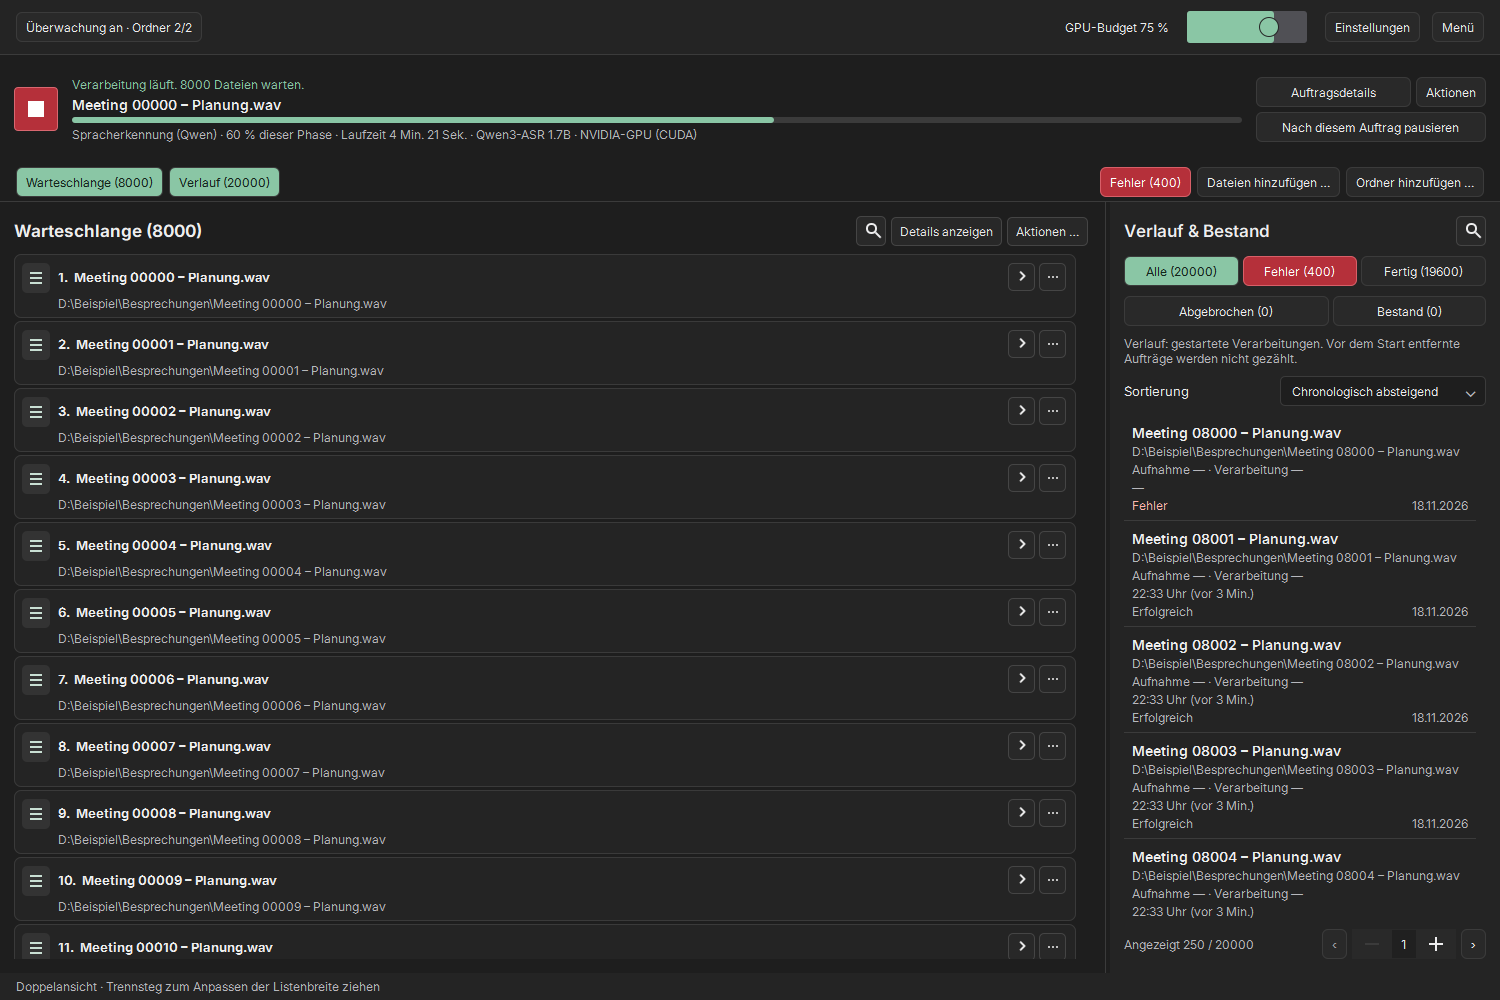 Überwachung an · Ordner 2/2
GPU-Budget 75 %
Einstellungen
Menü
Verarbeitung läuft. 8000 Dateien warten.
Meeting 00000 – Planung.wav
Spracherkennung (Qwen) · 60 % dieser Phase · Laufzeit 4 Min. 21 Sek. · Qwen3-ASR 1.7B · NVIDIA-GPU (CUDA)
Auftragsdetails
Aktionen
Nach diesem Auftrag pausieren
Warteschlange (8000)
Verlauf (20000)
Fehler (400)
Dateien hinzufügen ...
Ordner hinzufügen ...
Warteschlange (8000)
Details anzeigen
Aktionen ...
1. Meeting 00000 – Planung.wav
D:\Beispiel\Besprechungen\Meeting 00000 – Planung.wav
2. Meeting 00001 – Planung.wav
D:\Beispiel\Besprechungen\Meeting 00001 – Planung.wav
3. Meeting 00002 – Planung.wav
D:\Beispiel\Besprechungen\Meeting 00002 – Planung.wav
4. Meeting 00003 – Planung.wav
D:\Beispiel\Besprechungen\Meeting 00003 – Planung.wav
5. Meeting 00004 – Planung.wav
D:\Beispiel\Besprechungen\Meeting 00004 – Planung.wav
6. Meeting 00005 – Planung.wav
D:\Beispiel\Besprechungen\Meeting 00005 – Planung.wav
7. Meeting 00006 – Planung.wav
D:\Beispiel\Besprechungen\Meeting 00006 – Planung.wav
8. Meeting 00007 – Planung.wav
D:\Beispiel\Besprechungen\Meeting 00007 – Planung.wav
9. Meeting 00008 – Planung.wav
D:\Beispiel\Besprechungen\Meeting 00008 – Planung.wav
10. Meeting 00009 – Planung.wav
D:\Beispiel\Besprechungen\Meeting 00009 – Planung.wav
11. Meeting 00010 – Planung.wav
Verlauf & Bestand
Alle (20000)
Fehler (400)
Fertig (19600)
Abgebrochen (0)
Bestand (0)
Verlauf: gestartete Verarbeitungen. Vor dem Start entfernte
Aufträge werden nicht gezählt.
Sortierung
Chronologisch absteigend
Meeting 08000 – Planung.wav
D:\Beispiel\Besprechungen\Meeting 08000 – Planung.wav
Aufnahme — · Verarbeitung —
—
Fehler 18.11.2026
Meeting 08001 – Planung.wav
D:\Beispiel\Besprechungen\Meeting 08001 – Planung.wav
Aufnahme — · Verarbeitung —
22:33 Uhr (vor 3 Min.)
Erfolgreich 18.11.2026
Meeting 08002 – Planung.wav
D:\Beispiel\Besprechungen\Meeting 08002 – Planung.wav
Aufnahme — · Verarbeitung —
22:33 Uhr (vor 3 Min.)
Erfolgreich 18.11.2026
Meeting 08003 – Planung.wav
D:\Beispiel\Besprechungen\Meeting 08003 – Planung.wav
Aufnahme — · Verarbeitung —
22:33 Uhr (vor 3 Min.)
Erfolgreich 18.11.2026
Meeting 08004 – Planung.wav
D:\Beispiel\Besprechungen\Meeting 08004 – Planung.wav
Aufnahme — · Verarbeitung —
22:33 Uhr (vor 3 Min.)
Angezeigt 250 / 20000
‹ — 1 + ›
Doppelansicht · Trennsteg zum Anpassen der Listenbreite ziehen